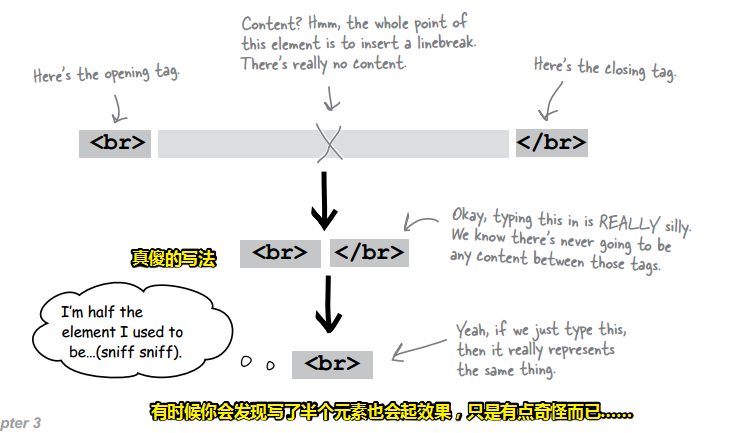 Content? Hmm, the whole point of
this element is to insert a linebreak.
There's really no content.
Here's the opening tag.
Here's the closing tag.
<br>
</br>
Okay, typing this in is REALLY silly.
We know there's never going to be
any content between those tags.
真傻的写法
<br> </br>
I'm half the
element I used to
be...(sniff sniff).
Yeah, if we just type this,
then it really represents
the same thing.
<br>
有时候你会发现写了半个元素也会起效果，只是有点奇怪而已......
pter 3